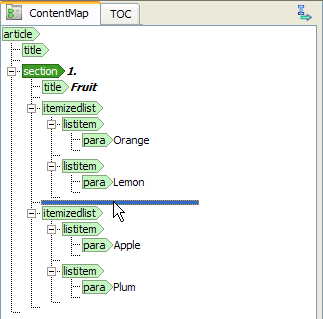 ContentMap TOC
article
title
section 1.
title Fruit
itemizedlist
listitem
para Orange
listitem
para Lemon
itemizedlist
listitem
para Apple
listitem
para Plum